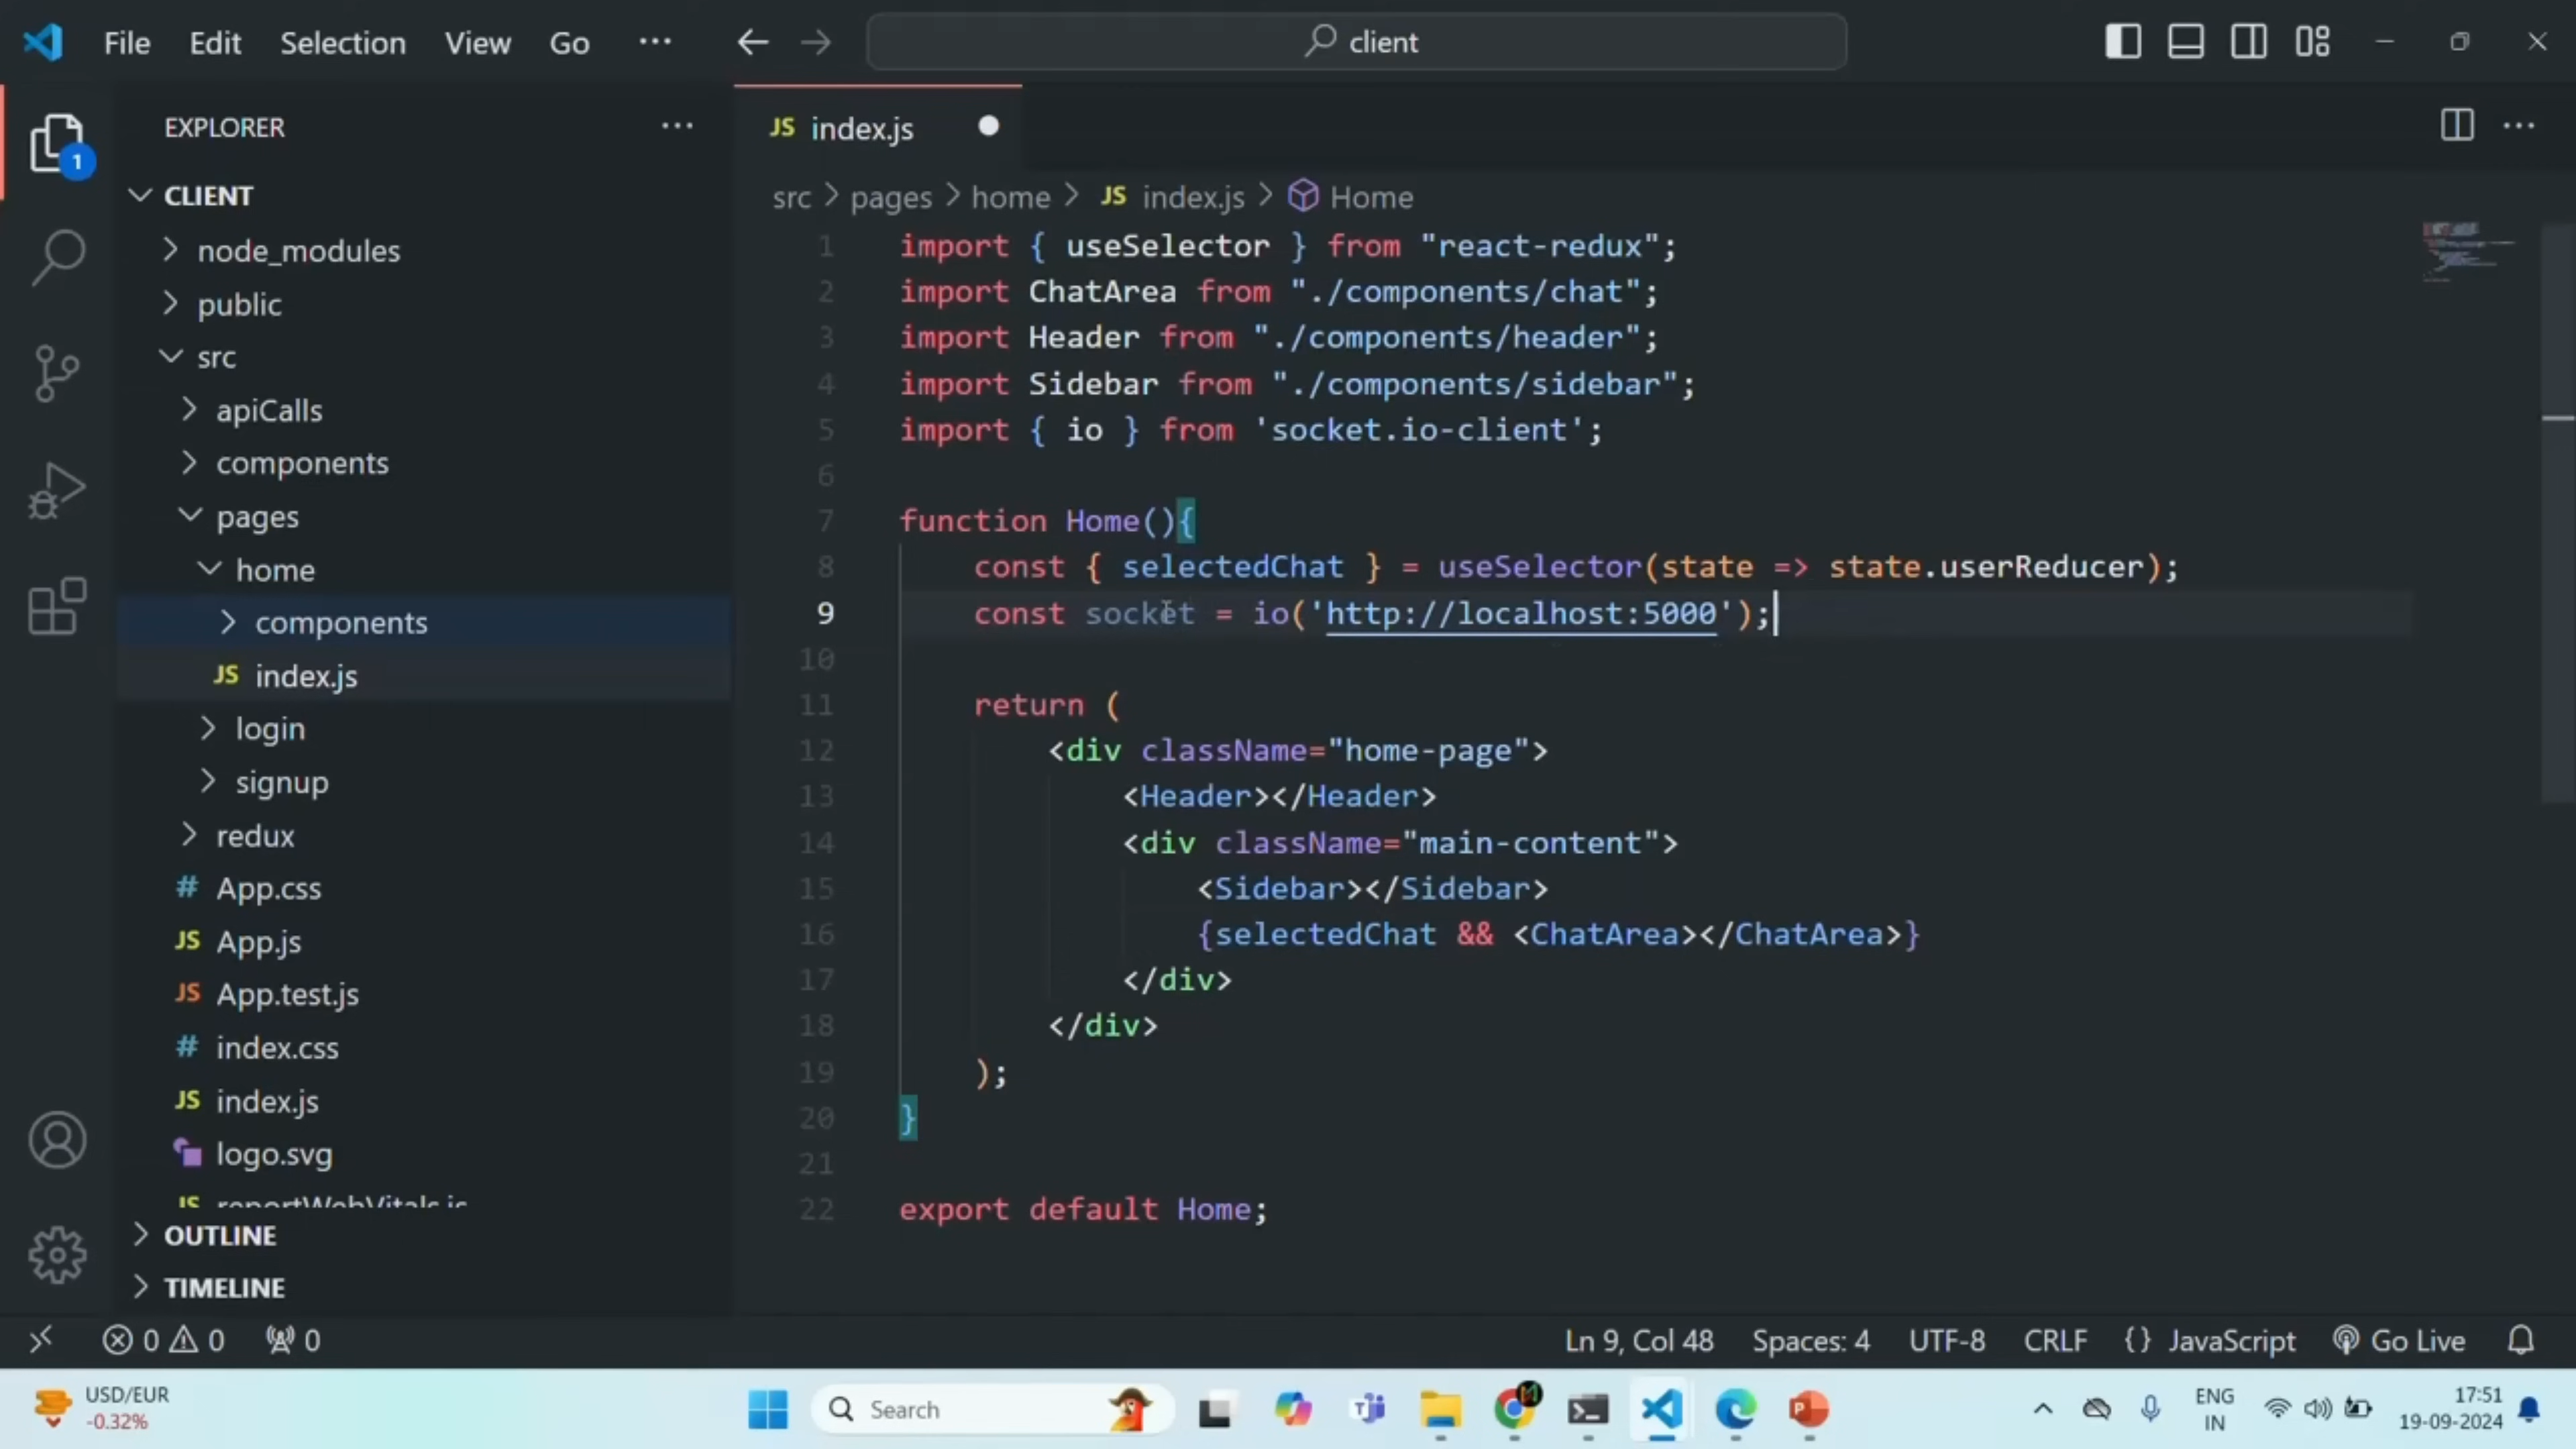 File Edit Selection View Go ··· client
EXPLORER ···
1
CLIENT
node_modules
public
src
apiCalls
components
pages
home
components
JS index.js
login
signup
redux
# App.css
JS App.js
JS App.test.js
# index.css
JS index.js
logo.svg
JS reportWebVitals.js
OUTLINE
TIMELINE
JS index.js
src > pages > home > JS index.js > Home
1 import { useSelector } from "react-redux";
2 import ChatArea from "./components/chat";
3 import Header from "./components/header";
4 import Sidebar from "./components/sidebar";
5 import { io } from 'socket.io-client';
6
7 function Home(){
8 const { selectedChat } = useSelector(state => state.userReducer);
9 const socket = io('http://localhost:5000');
10
11 return (
12 <div className="home-page">
13 <Header></Header>
14 <div className="main-content">
15 <Sidebar></Sidebar>
16 {selectedChat && <ChatArea></ChatArea>}
17 </div>
18 </div>
19 );
20 }
21
22 export default Home;
0 0 0 Ln 9, Col 48 Spaces: 4 UTF-8 CRLF {} JavaScript Go Live
USD/EUR
-0.32%
Search
ENG
IN
17:51
19-09-2024